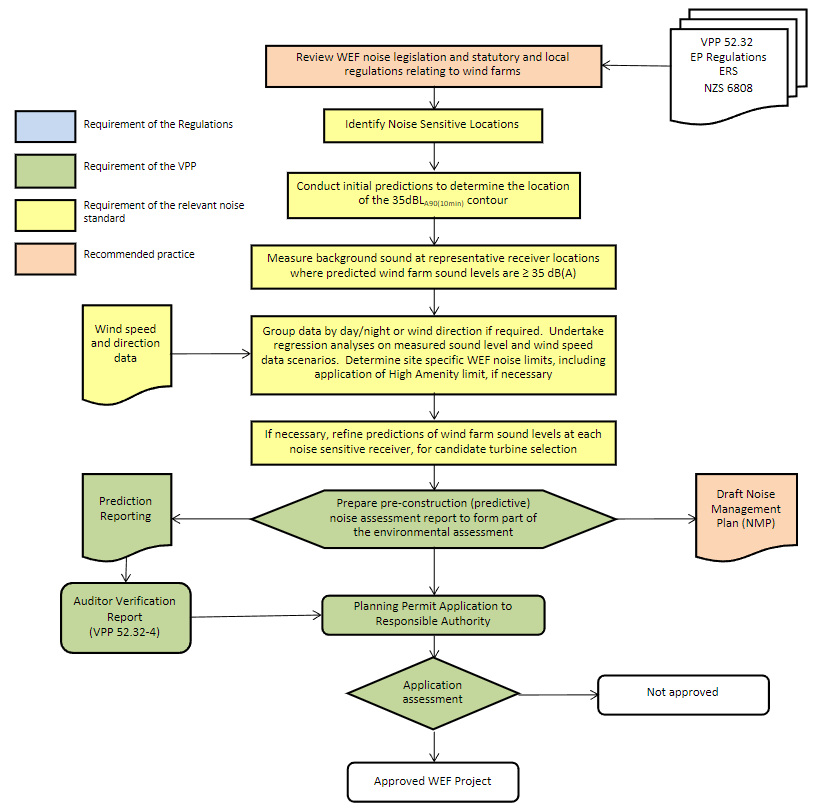 Review WEF noise legislation and statutory and local
regulations relating to wind farms
VPP 52.32
EP Regulations
ERS
NZS 6808
Requirement of the Regulations
Requirement of the VPP
Requirement of the relevant noise
standard
Recommended practice
Identify Noise Sensitive Locations
Conduct initial predictions to determine the location
of the 35dBLA90(10min) contour
Measure background sound at representative receiver locations
where predicted wind farm sound levels are ≥ 35 dB(A)
Wind speed
and direction
data
Group data by day/night or wind direction if required. Undertake
regression analyses on measured sound level and wind speed
data scenarios. Determine site specific WEF noise limits, including
application of High Amenity limit, if necessary
If necessary, refine predictions of wind farm sound levels at each
noise sensitive receiver, for candidate turbine selection
Prediction
Reporting
Prepare pre-construction (predictive)
noise assessment report to form part of
the environmental assessment
Draft Noise
Management
Plan (NMP)
Auditor Verification
Report
(VPP 52.32-4)
Planning Permit Application to
Responsible Authority
Application
assessment
Not approved
Approved WEF Project